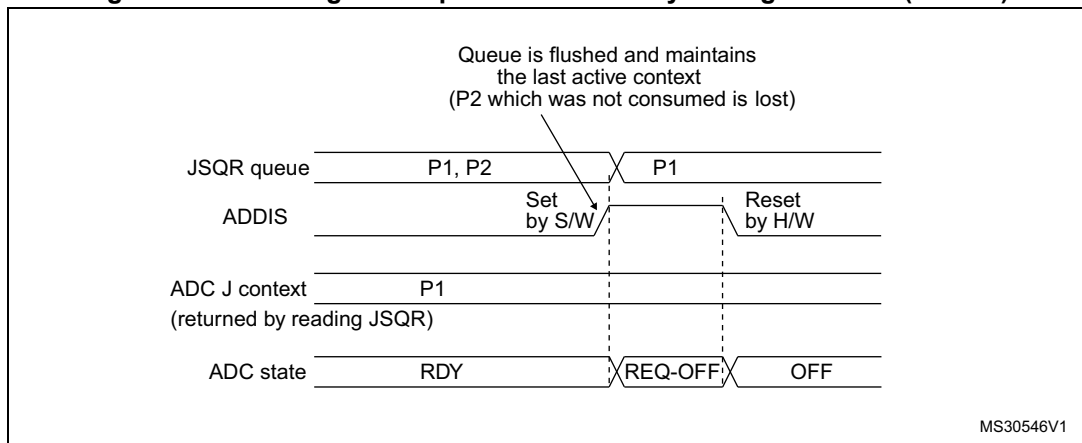 Queue is flushed and maintains
the last active context
(P2 which was not consumed is lost)
JSQR queue
P1, P2
P1
ADDIS
Set
by S/W
Reset
by H/W
ADC J context
(returned by reading JSQR)
P1
ADC state
RDY
REQ-OFF
OFF
MS30546V1